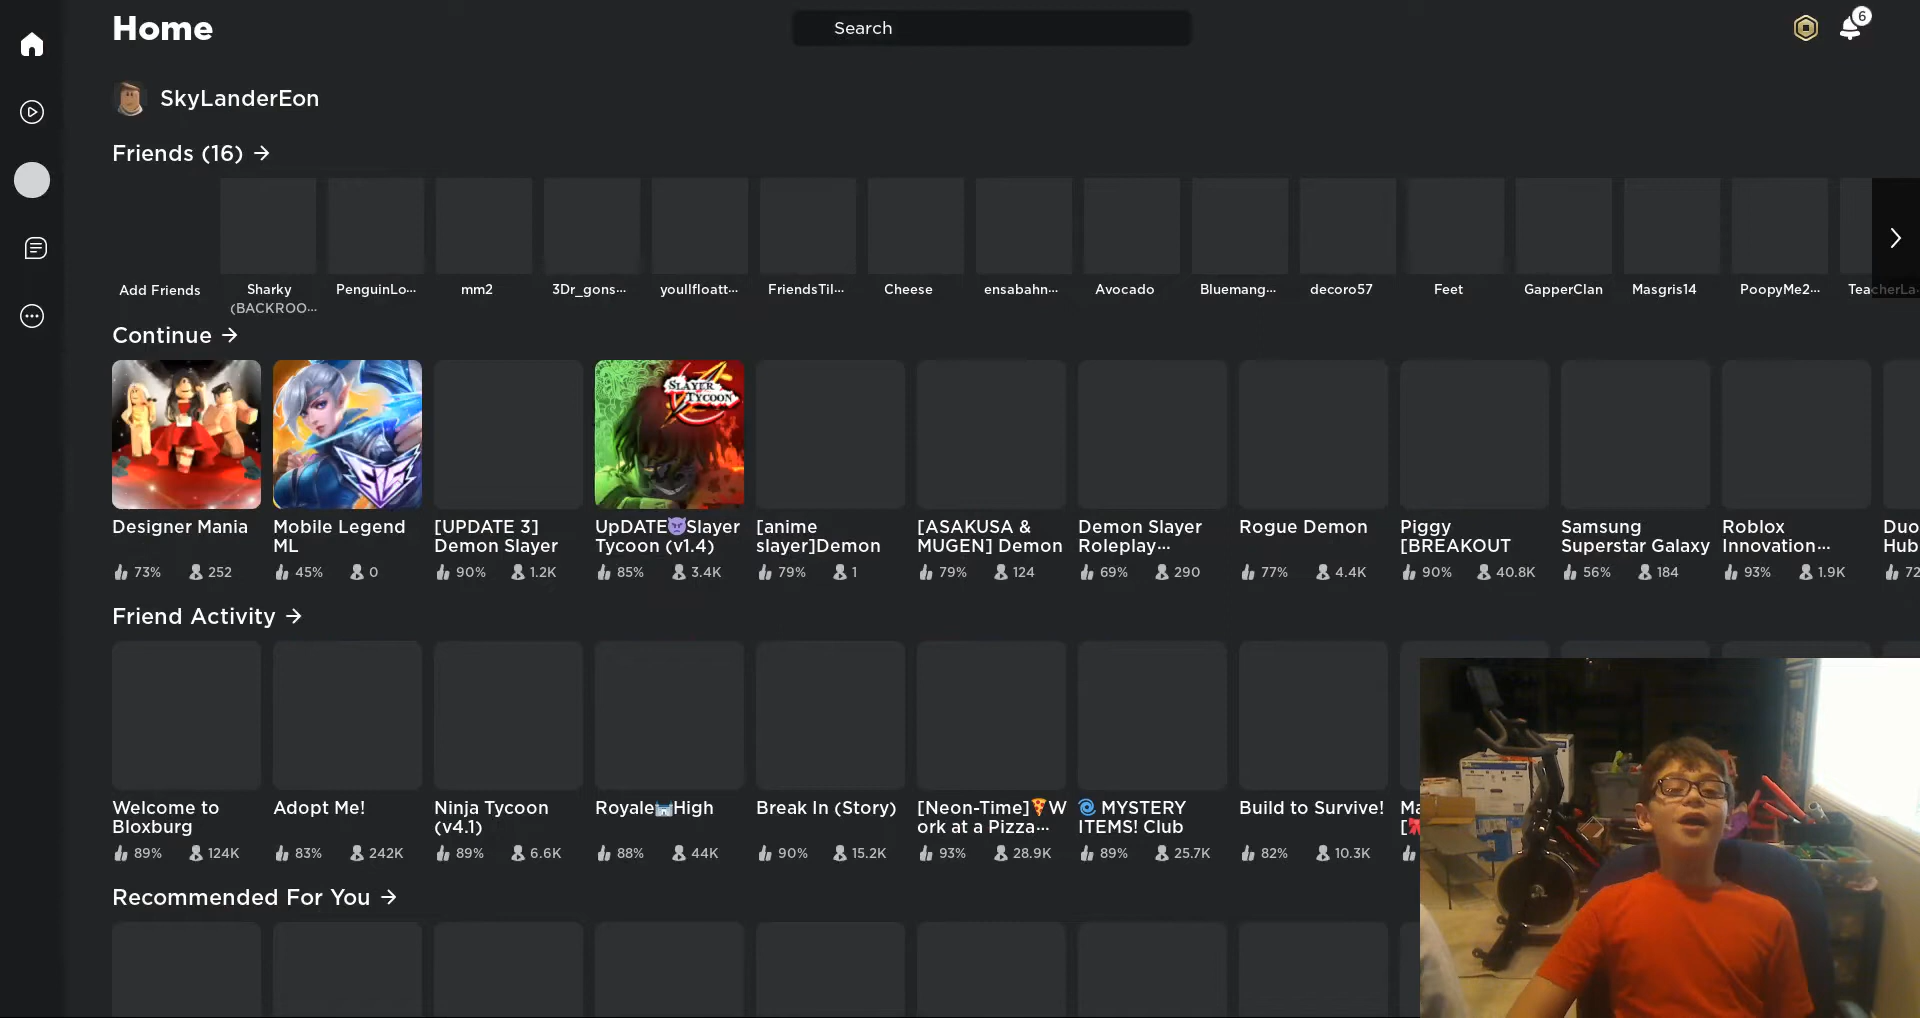 Home
Search
6
SkyLanderEon
Friends (16)
Add Friends
Sharky
(BACKROO...
PenguinLo...
mm2
3Dr_gons...
youllfloatt...
FriendsTil...
Cheese
ensabahn...
Avocado
Bluemang...
decoro57
Feet
GapperClan
Masgris14
PoopyMe2...
TeacherLa
Continue
SLAYER
TYCOON
Designer Mania
73% 252
Mobile Legend
ML
45% 0
[UPDATE 3]
Demon Slayer
90% 1.2K
UpDATE👿Slayer
Tycoon (v1.4)
85% 3.4K
[anime
slayer]Demon
79% 1
[ASAKUSA &
MUGEN] Demon
79% 124
Demon Slayer
Roleplay...
69% 290
Rogue Demon
77% 4.4K
Piggy
[BREAKOUT
90% 40.8K
Samsung
Superstar Galaxy
56% 184
Roblox
Innovation...
93% 1.9K
Duo
Hub
72
Friend Activity
Welcome to
Bloxburg
89% 124K
Adopt Me!
83% 242K
Ninja Tycoon
(v4.1)
89% 6.6K
Royale🏰High
88% 44K
Break In (Story)
90% 15.2K
[Neon-Time]🍕W
ork at a Pizza...
93% 28.9K
🌀 MYSTERY
ITEMS! Club
89% 25.7K
Build to Survive!
82% 10.3K
Ma
[🎀
Recommended For You